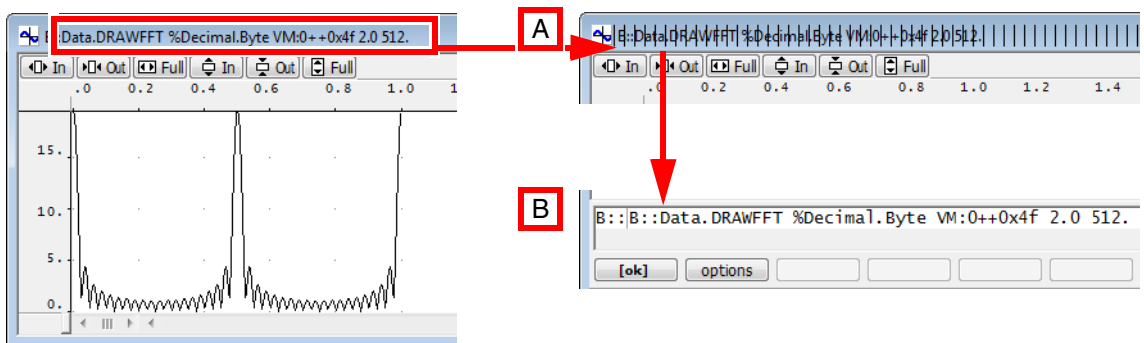 B::Data.DRAWFFT %Decimal.Byte VM:0++0x4f 2.0 512.
In Out Full In Out Full
.0 0.2 0.4 0.6 0.8 1.0 1
15.
10.
5.
0.
A
B::Data.DRAWFFT %Decimal.Byte VM:0++0x4f 2.0 512.
In Out Full In Out Full
.0 0.2 0.4 0.6 0.8 1.0 1.2 1.4
B
B::B::Data.DRAWFFT %Decimal.Byte VM:0++0x4f 2.0 512.
[ok] options